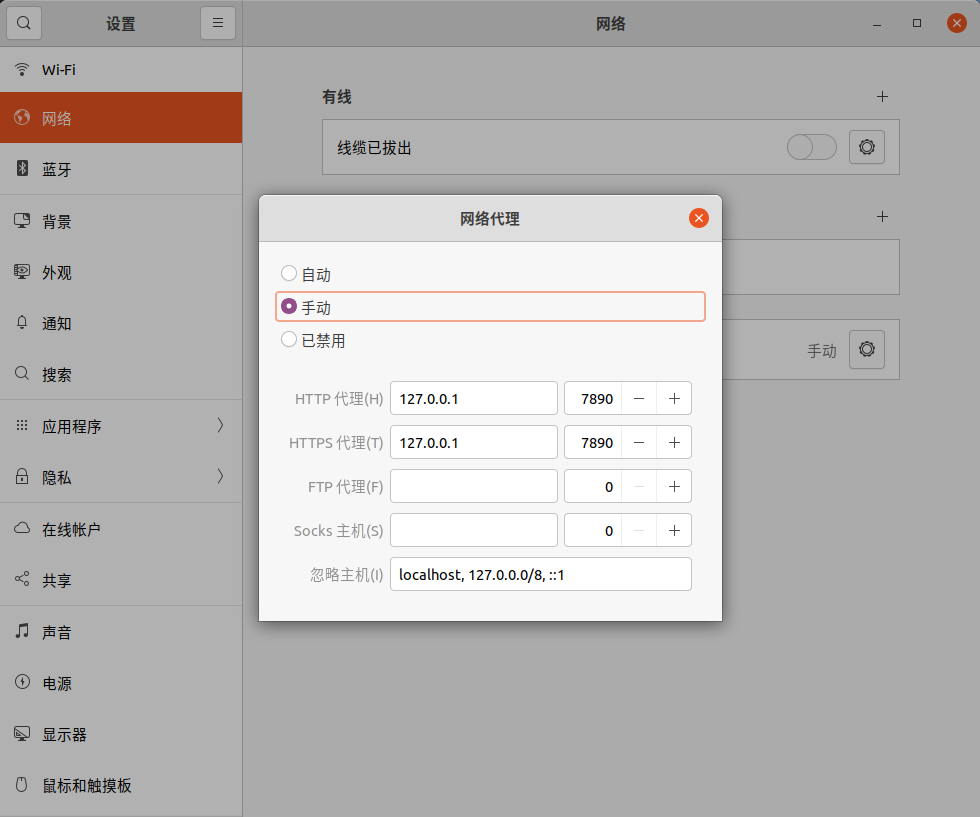 设置
网络
Wi-Fi
网络
蓝牙
背景
外观
通知
搜索
应用程序
隐私
在线帐户
共享
声音
电源
显示器
鼠标和触摸板
有线
线缆已拔出
手动
网络代理
自动
手动
已禁用
HTTP 代理(H) 127.0.0.1 7890
HTTPS 代理(T) 127.0.0.1 7890
FTP 代理(F) 0
Socks 主机(S) 0
忽略主机(I) localhost, 127.0.0.0/8, ::1